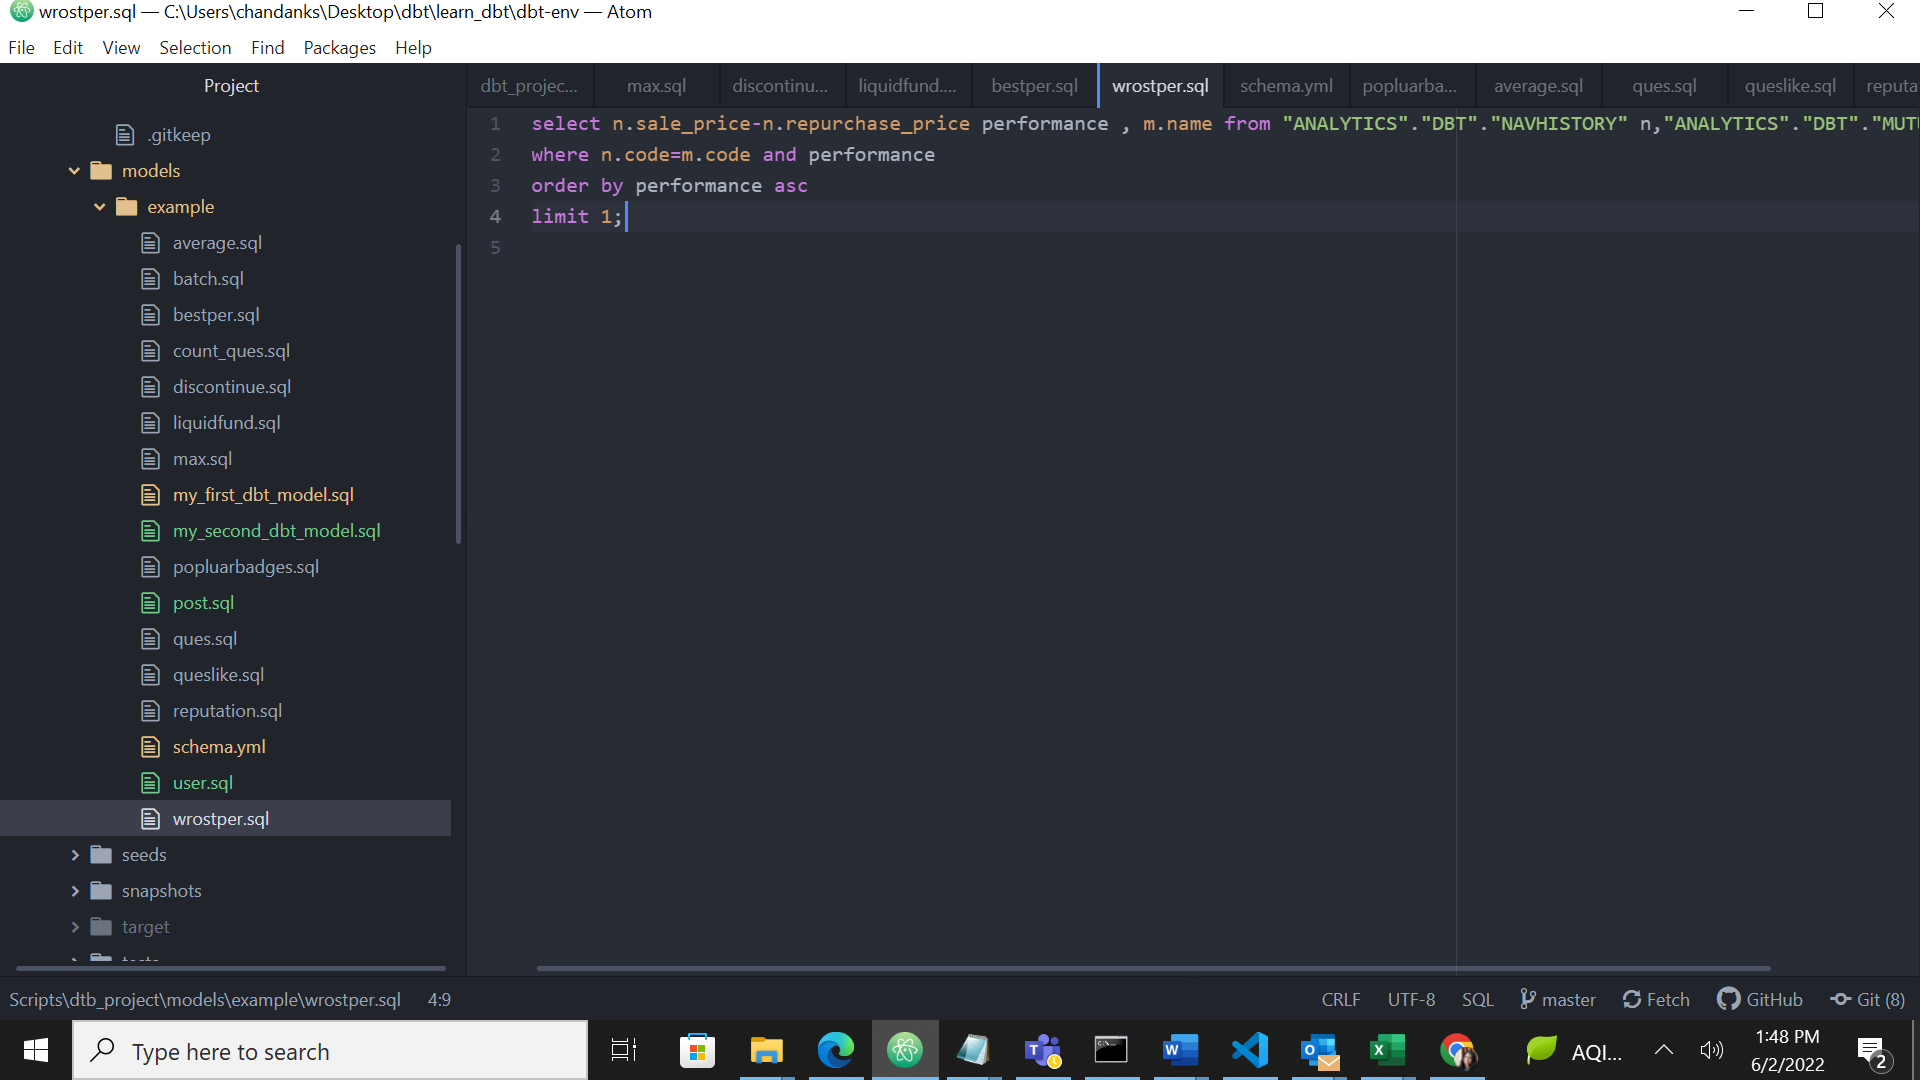 wrostper.sql — C:\Users\chandanks\Desktop\dbt\learn_dbt\dbt-env — Atom
File Edit View Selection Find Packages Help
Project
dbt_projec... max.sql discontinu... liquidfund.... bestper.sql wrostper.sql schema.yml popluarba... average.sql ques.sql queslike.sql reputa
.gitkeep
models
example
average.sql
batch.sql
bestper.sql
count_ques.sql
discontinue.sql
liquidfund.sql
max.sql
my_first_dbt_model.sql
my_second_dbt_model.sql
popluarbadges.sql
post.sql
ques.sql
queslike.sql
reputation.sql
schema.yml
user.sql
wrostper.sql
seeds
snapshots
target
1 select n.sale_price-n.repurchase_price performance , m.name from "ANALYTICS"."DBT"."NAVHISTORY" n,"ANALYTICS"."DBT"."MUT
2 where n.code=m.code and performance
3 order by performance asc
4 limit 1;
5
Scripts\dtb_project\models\example\wrostper.sql 4:9 CRLF UTF-8 SQL master Fetch GitHub Git (8)
Type here to search AQI... 1:48 PM
6/2/2022 2